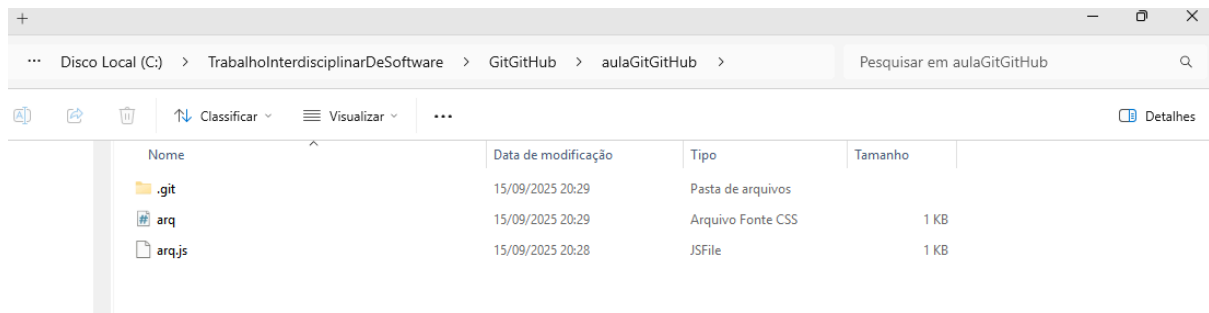 Disco Local (C:) > TrabalhoInterdisciplinarDeSoftware > GitGitHub > aulaGitGitHub > Pesquisar em aulaGitGitHub
Classificar Visualizar ... Detalhes
Nome Data de modificação Tipo Tamanho
.git 15/09/2025 20:29 Pasta de arquivos
arq 15/09/2025 20:29 Arquivo Fonte CSS 1 KB
arq.js 15/09/2025 20:28 JSFile 1 KB